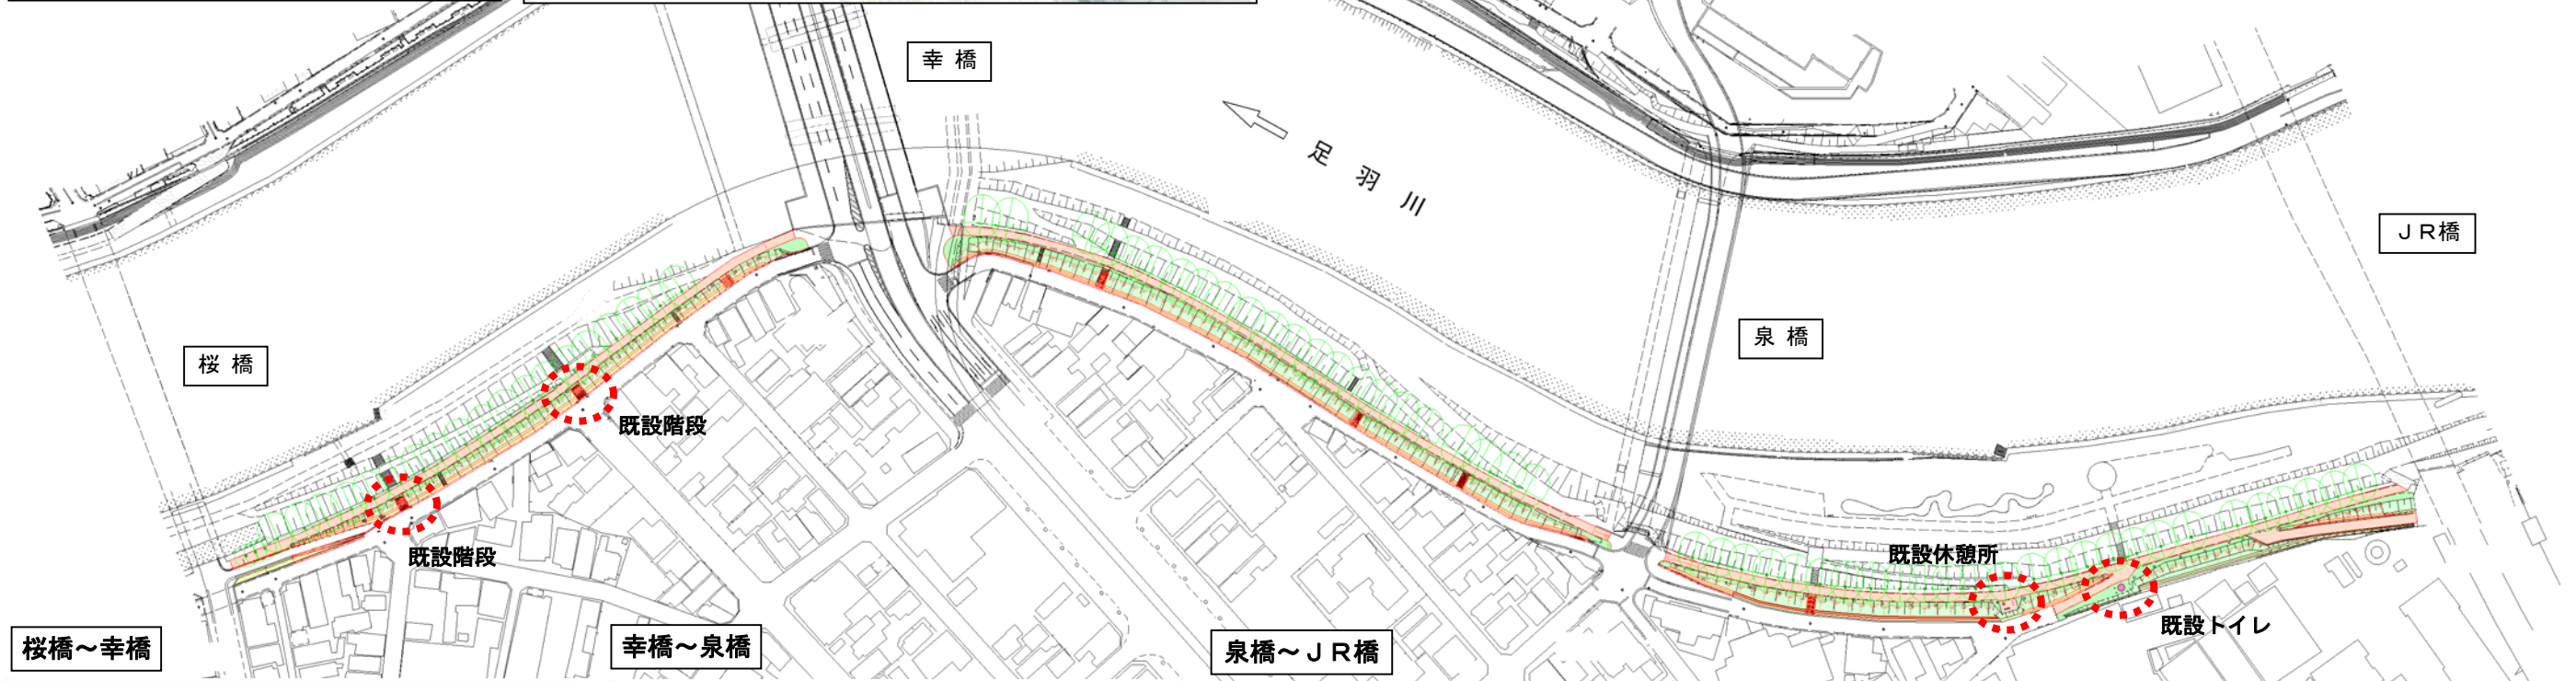 幸 橋
足 羽 川
ＪＲ橋
泉 橋
桜 橋
既設階段
既設階段
既設休憩所
既設トイレ
桜橋～幸橋
幸橋～泉橋
泉橋～ＪＲ橋